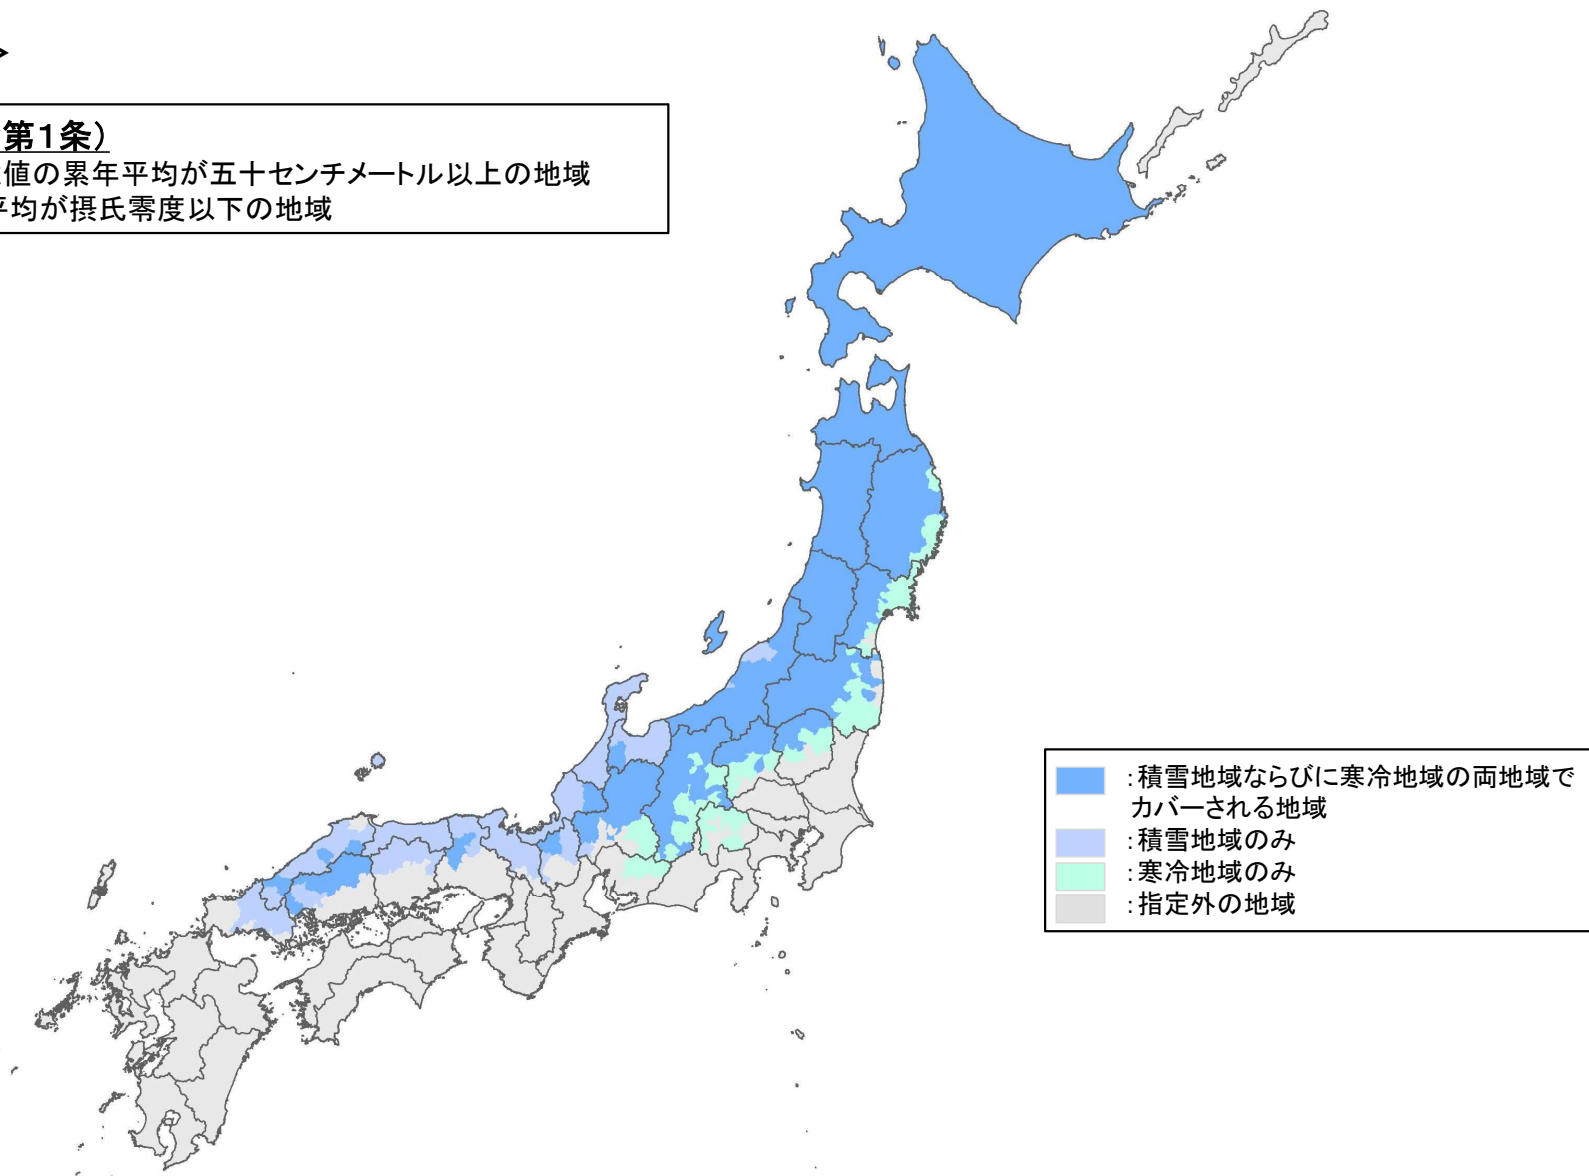 >
第1条)
値の累年平均が五十センチメートル以上の地域
平均が摂氏零度以下の地域
:積雪地域ならびに寒冷地域の両地域で
カバーされる地域
:積雪地域のみ
:寒冷地域のみ
:指定外の地域